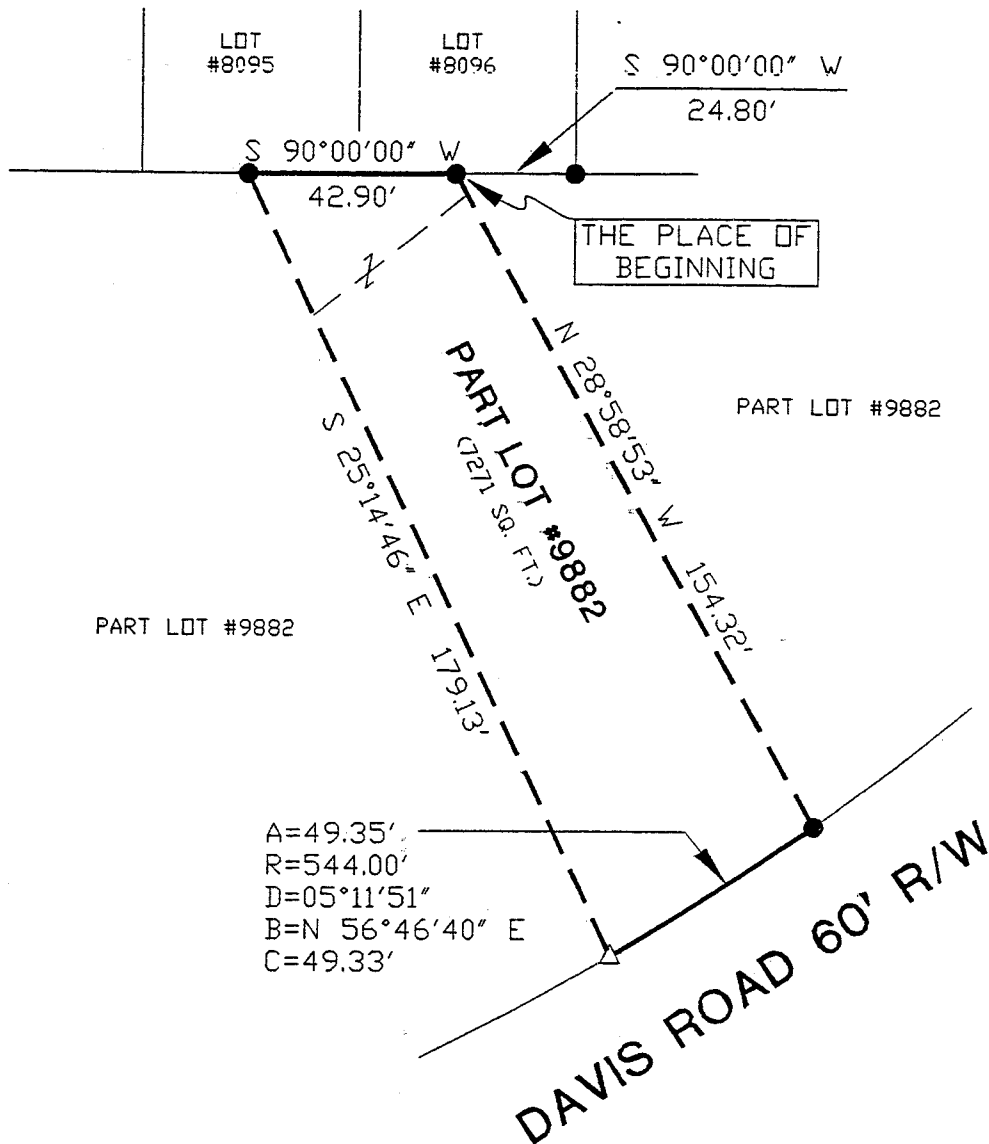 LOT
#8095
LOT
#8096
S 90°00'00" W
24.80'
S 90°00'00" W
42.90'
THE PLACE OF
BEGINNING
Z
N 28°58'53" W 154.32'
PART LOT #9882
(7271 SQ. FT.)
S 25°14'46" E 179.13'
PART LOT #9882
PART LOT #9882
A=49.35'
R=544.00'
D=05°11'51"
B=N 56°46'40" E
C=49.33'
DAVIS ROAD 60' R/W